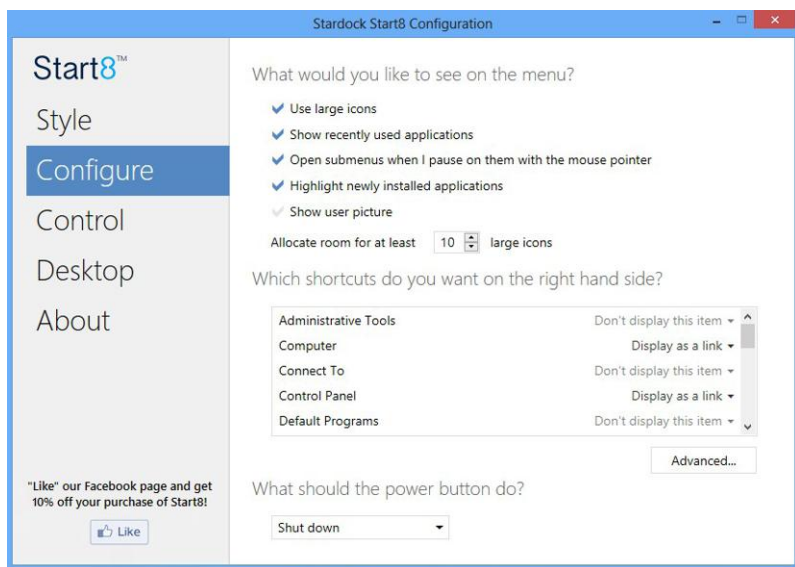 Stardock Start8 Configuration
Start8™
Style
Configure
Control
Desktop
About
"Like" our Facebook page and get
10% off your purchase of Start8!
Like
What would you like to see on the menu?
Use large icons
Show recently used applications
Open submenus when I pause on them with the mouse pointer
Highlight newly installed applications
Show user picture
Allocate room for at least 10 large icons
Which shortcuts do you want on the right hand side?
Administrative Tools Don't display this item
Computer Display as a link
Connect To Don't display this item
Control Panel Display as a link
Default Programs Don't display this item
Advanced...
What should the power button do?
Shut down